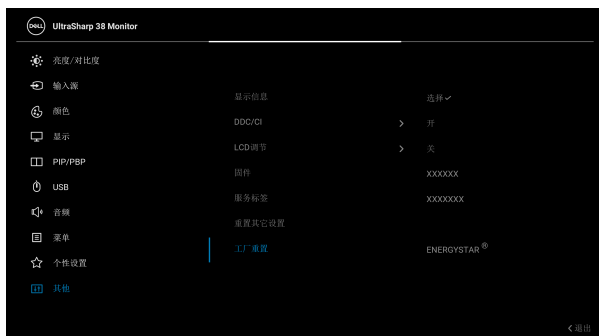 DELL UltraSharp 38 Monitor
亮度/对比度
输入源
颜色
显示
PIP/PBP
USB
音频
菜单
个性设置
其他
显示信息 选择✓
DDC/CI > 开
LCD调节 > 关
固件 XXXXXX
服务标签 XXXXXXX
重置其它设置
工厂重置 ENERGYSTAR ®
<退出